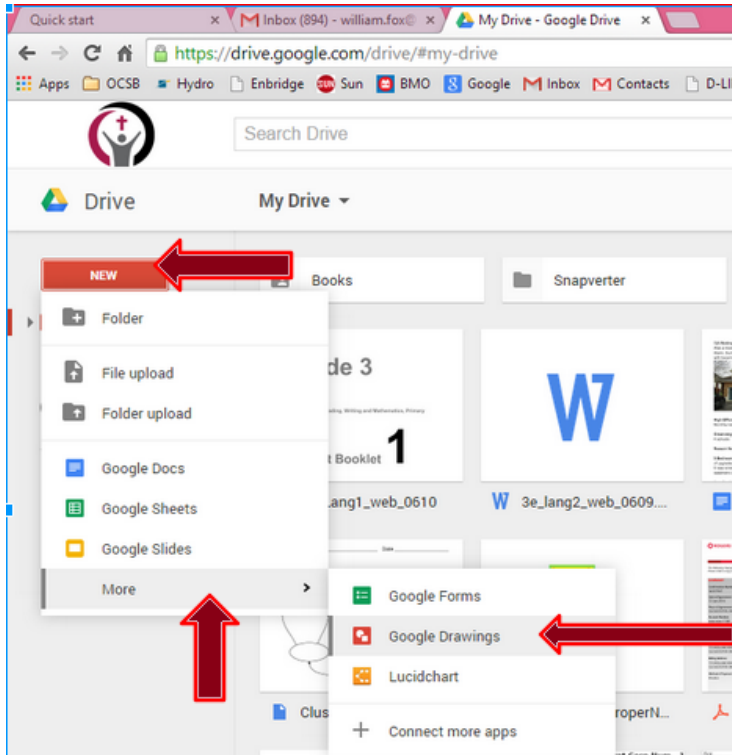 Quick start
Inbox (894) - william.fox@
My Drive - Google Drive
https://drive.google.com/drive/#my-drive
Apps OCSB Hydro Enbridge Sun BMO Google Inbox Contacts D-LI
Search Drive
Drive My Drive
NEW
Books Snapverter
Folder
File upload
Folder upload
Google Docs
Google Sheets
Google Slides
More
de 3
t Booklet 1
ang1_web_0610 3e_lang2_web_0609....
Google Forms
Google Drawings
Lucidchart
Connect more apps
Clus roperN...